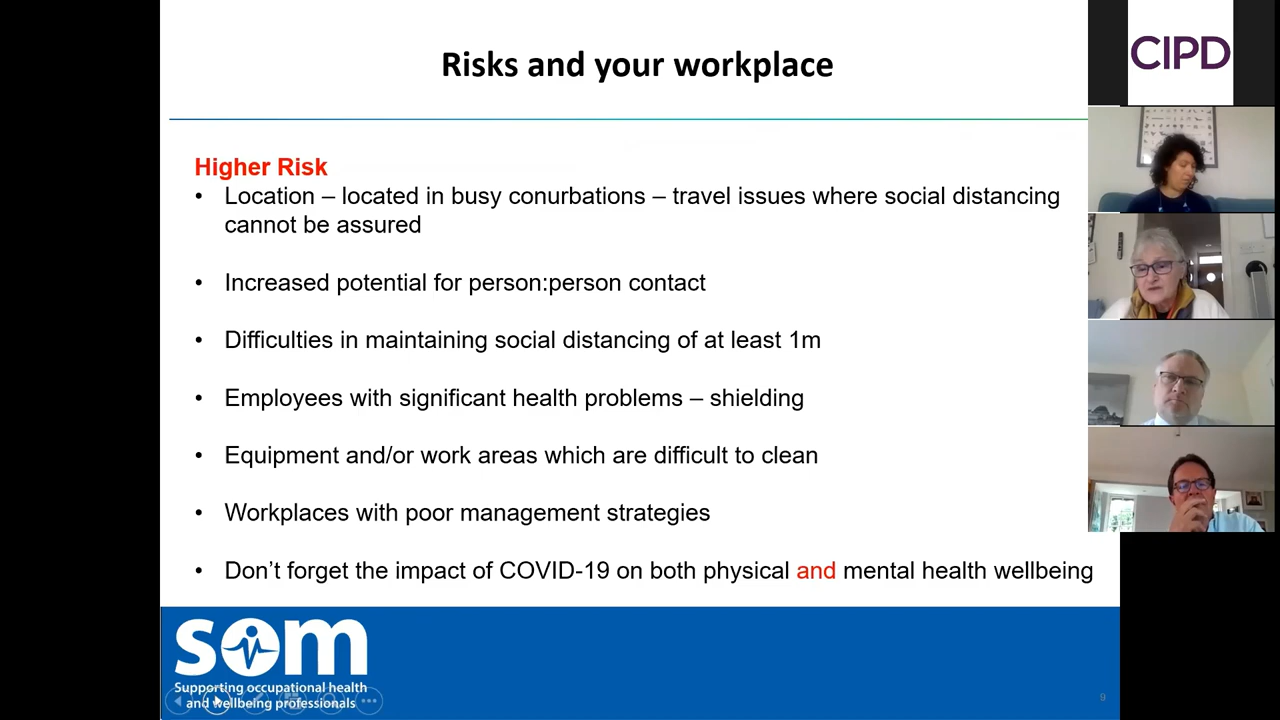 Risks and your workplace
CIPD
Higher Risk
• Location – located in busy conurbations – travel issues where social distancing
cannot be assured
• Increased potential for person:person contact
• Difficulties in maintaining social distancing of at least 1m
• Employees with significant health problems – shielding
• Equipment and/or work areas which are difficult to clean
• Workplaces with poor management strategies
• Don’t forget the impact of COVID-19 on both physical and mental health wellbeing
som
Supporting occupational health
and wellbeing professionals
9